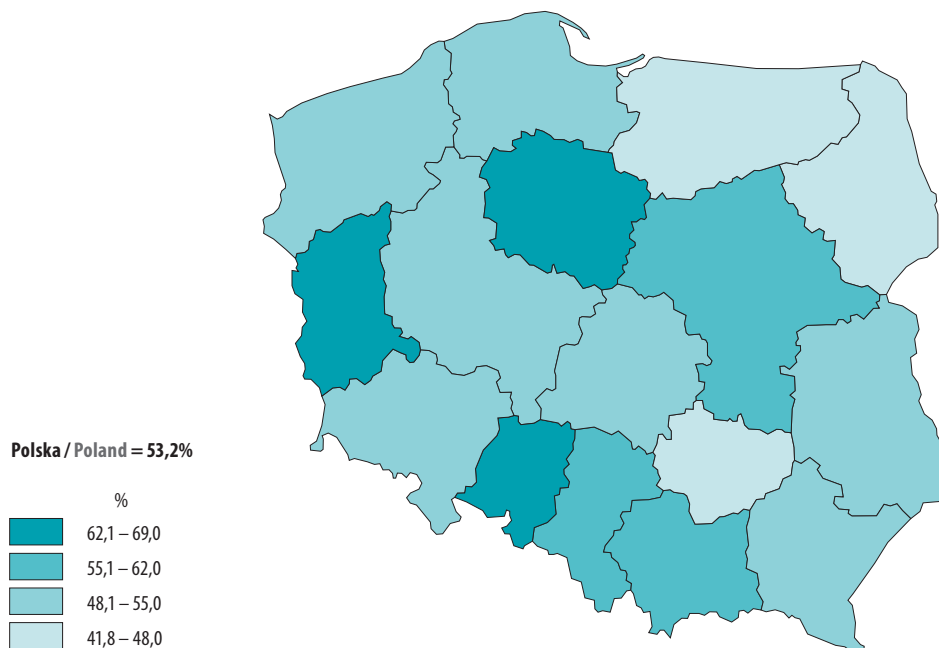 Polska / Poland = 53,2%
%
62,1 – 69,0
55,1 – 62,0
48,1 – 55,0
41,8 – 48,0